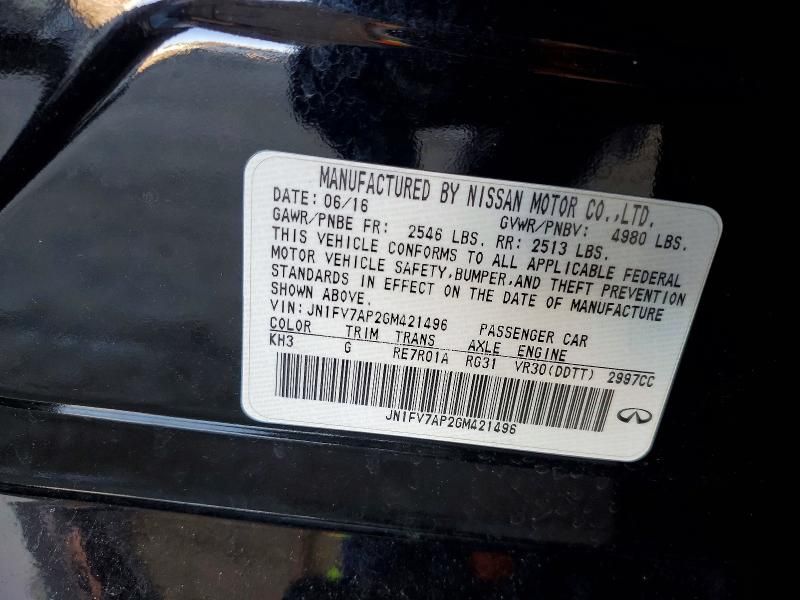 MANUFACTURED BY NISSAN MOTOR CO.,LTD.
DATE: 06/16 GVWR/PNBV: 4980 LBS.
GAWR/PNBE FR: 2546 LBS. RR: 2513 LBS.
THIS VEHICLE CONFORMS TO ALL APPLICABLE FEDERAL
MOTOR VEHICLE SAFETY,BUMPER,AND THEFT PREVENTION
STANDARDS IN EFFECT ON THE DATE OF MANUFACTURE
SHOWN ABOVE.
VIN:JN1FV7AP2GM421496 PASSENGER CAR
COLOR TRIM TRANS AXLE ENGINE
KH3 G RE7R01A RG31 VR30(DDTT) 2997CC
JN1FV7AP2GM421496